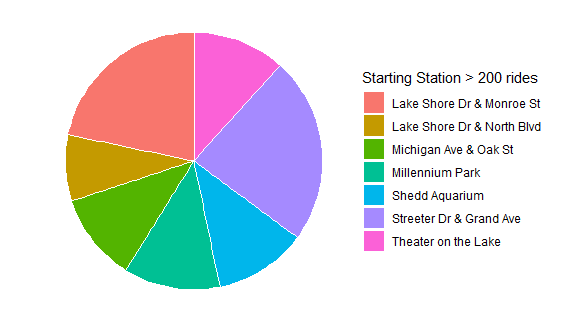 Starting Station > 200 rides
Lake Shore Dr & Monroe St
Lake Shore Dr & North Blvd
Michigan Ave & Oak St
Millennium Park
Shedd Aquarium
Streeter Dr & Grand Ave
Theater on the Lake